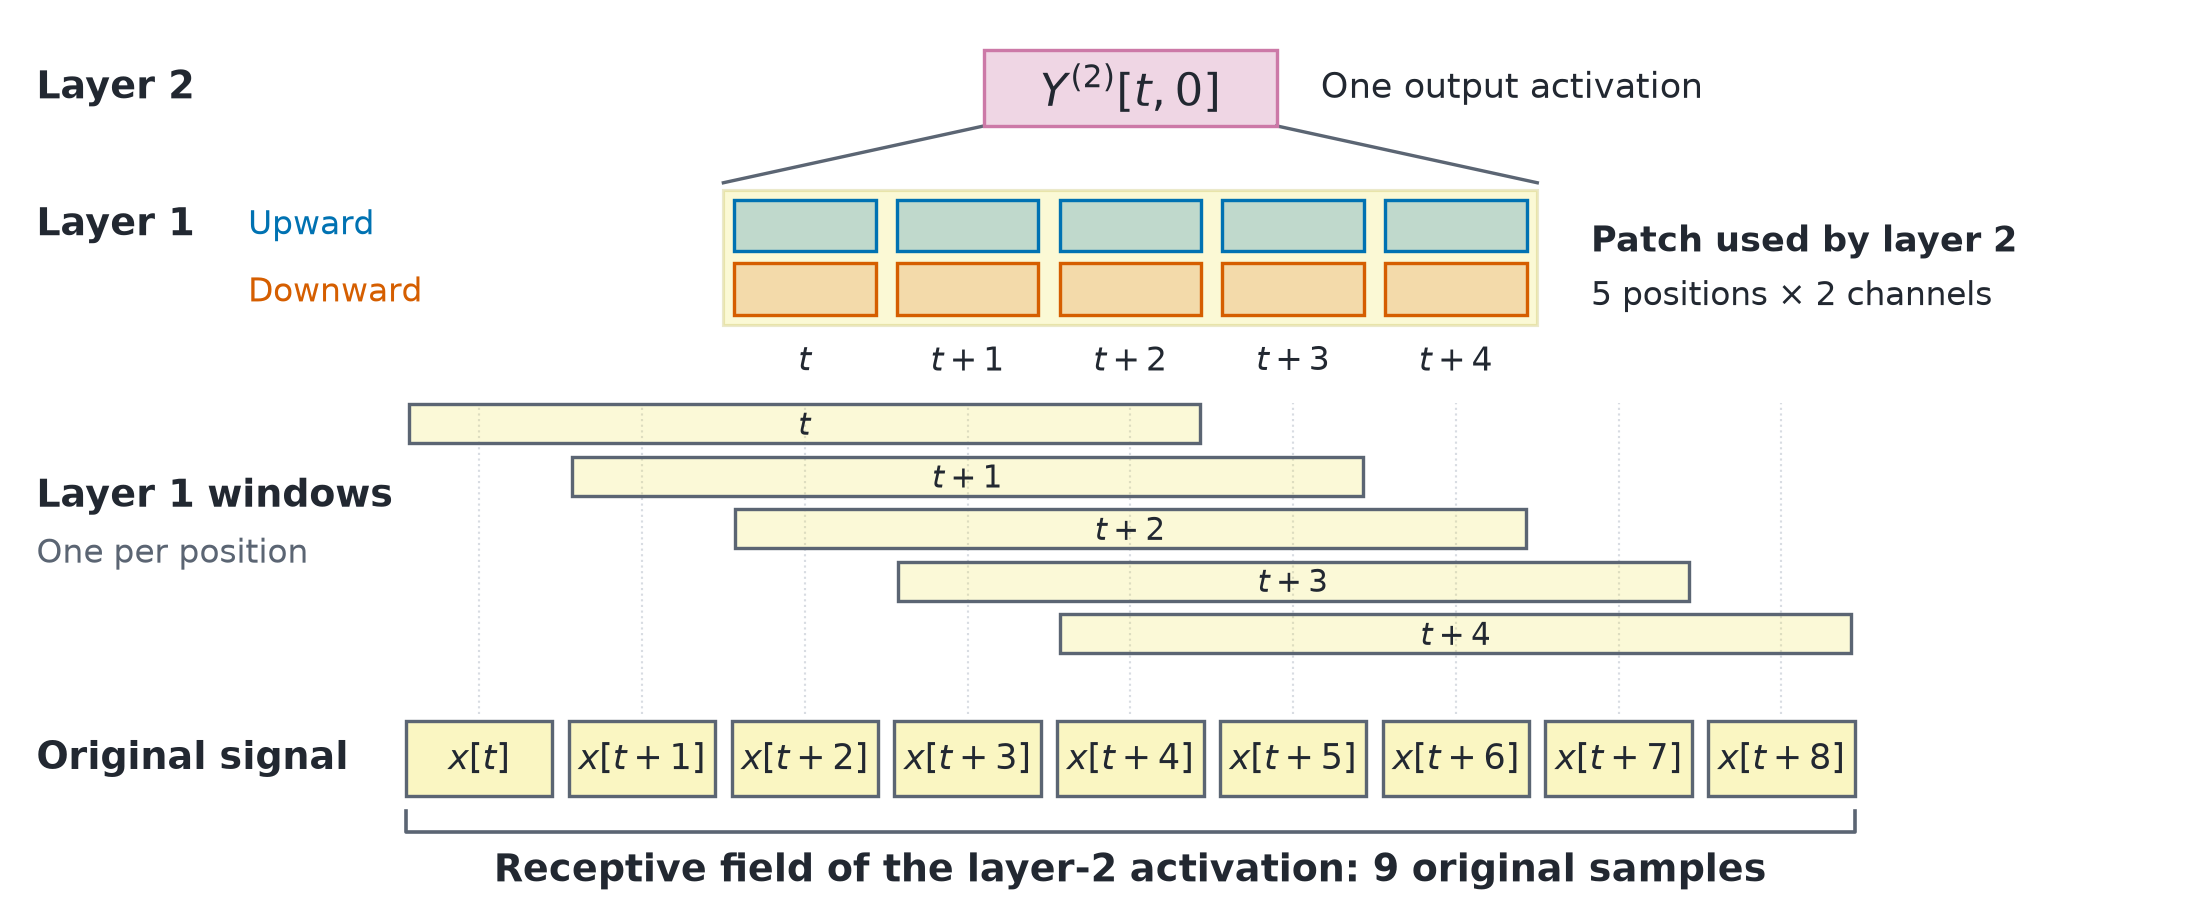 Layer 2
Y^(2)[t, 0]
One output activation
Layer 1
Upward
Downward
Patch used by layer 2
5 positions × 2 channels
t
t + 1
t + 2
t + 3
t + 4
t
t + 1
t + 2
t + 3
t + 4
Layer 1 windows
One per position
Original signal
x[t]
x[t + 1]
x[t + 2]
x[t + 3]
x[t + 4]
x[t + 5]
x[t + 6]
x[t + 7]
x[t + 8]
Receptive field of the layer-2 activation: 9 original samples